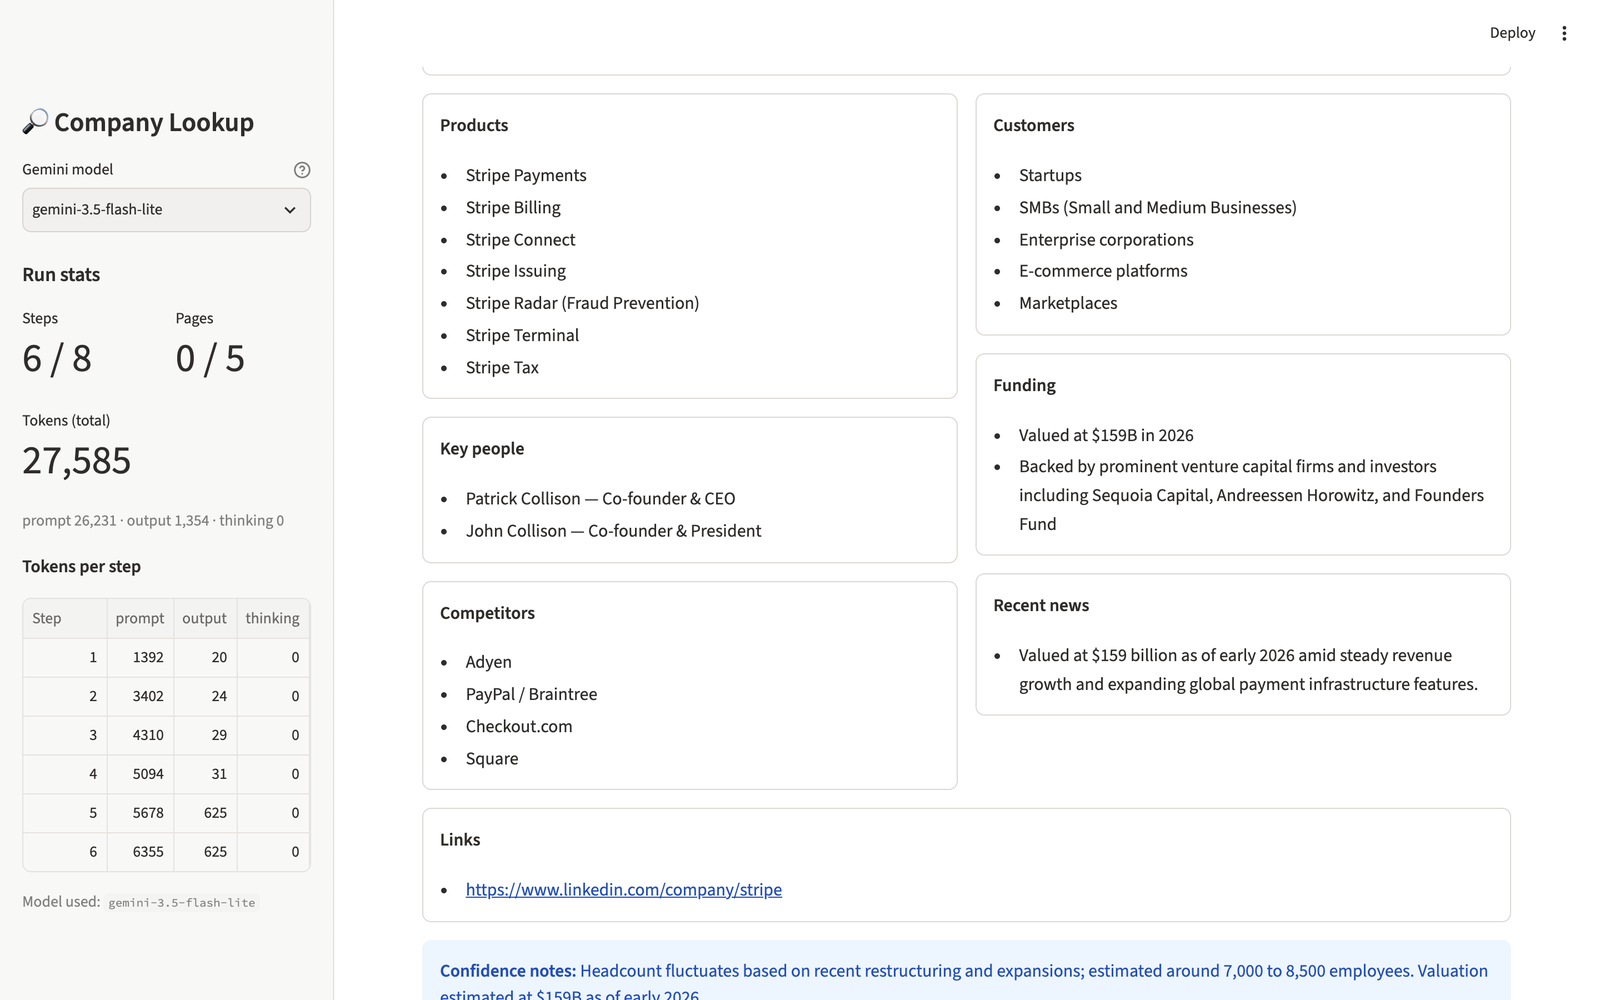 Deploy
🔎 Company Lookup
Gemini model
gemini-3.5-flash-lite
Run stats
Steps
6 / 8
Pages
0 / 5
Tokens (total)
27,585
prompt 26,231 · output 1,354 · thinking 0
Tokens per step
Step prompt output thinking
1 1392 20 0
2 3402 24 0
3 4310 29 0
4 5094 31 0
5 5678 625 0
6 6355 625 0
Model used: gemini-3.5-flash-lite
Products
• Stripe Payments
• Stripe Billing
• Stripe Connect
• Stripe Issuing
• Stripe Radar (Fraud Prevention)
• Stripe Terminal
• Stripe Tax
Key people
• Patrick Collison — Co-founder & CEO
• John Collison — Co-founder & President
Competitors
• Adyen
• PayPal / Braintree
• Checkout.com
• Square
Customers
• Startups
• SMBs (Small and Medium Businesses)
• Enterprise corporations
• E-commerce platforms
• Marketplaces
Funding
• Valued at $159B in 2026
• Backed by prominent venture capital firms and investors
including Sequoia Capital, Andreessen Horowitz, and Founders
Fund
Recent news
• Valued at $159 billion as of early 2026 amid steady revenue
growth and expanding global payment infrastructure features.
Links
• https://www.linkedin.com/company/stripe
Confidence notes: Headcount fluctuates based on recent restructuring and expansions; estimated around 7,000 to 8,500 employees. Valuation
estimated at $159B as of early 2026.